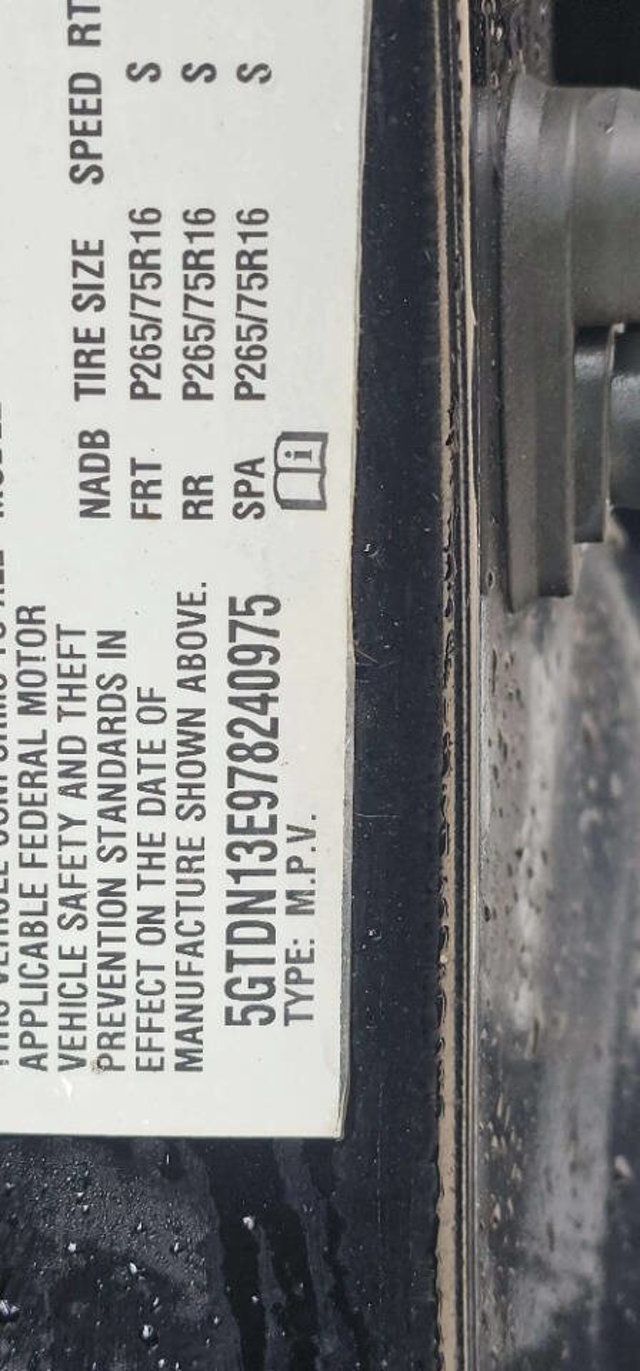 APPLICABLE FEDERAL MOTOR
VEHICLE SAFETY AND THEFT
PREVENTION STANDARDS IN
EFFECT ON THE DATE OF
MANUFACTURE SHOWN ABOVE.
5GTDN13E978240975
TYPE: M.P.V.
NADB TIRE SIZE SPEED RT
FRT P265/75R16 S
RR P265/75R16 S
SPA P265/75R16 S